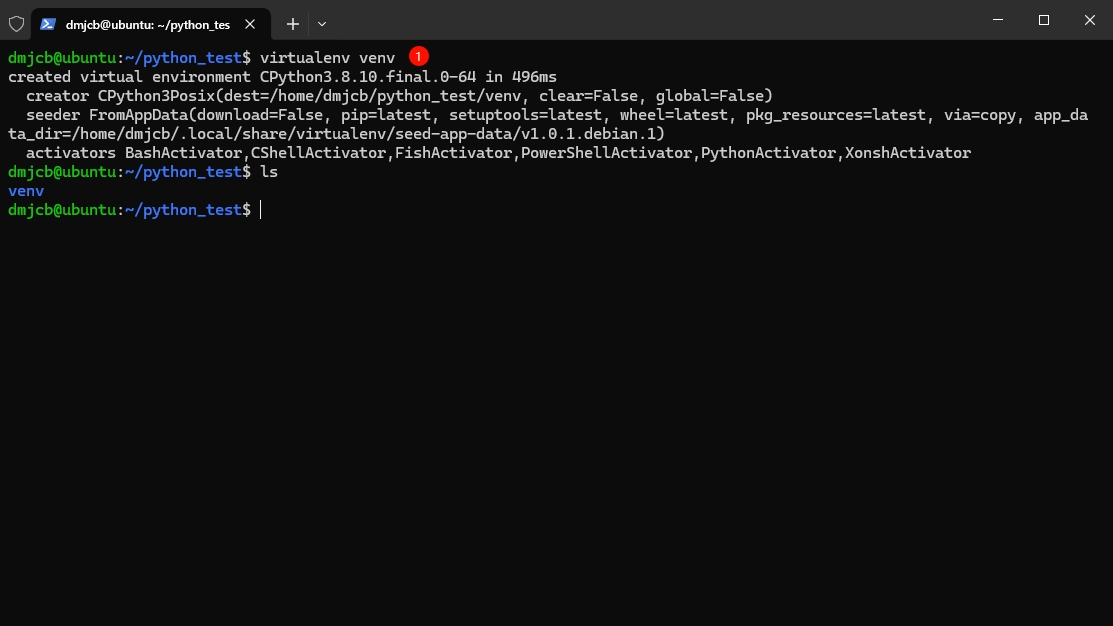 dmjcb@ubuntu: ~/python_tes
dmjcb@ubuntu:~/python_test$ virtualenv venv 1
created virtual environment CPython3.8.10.final.0-64 in 496ms
  creator CPython3Posix(dest=/home/dmjcb/python_test/venv, clear=False, global=False)
  seeder FromAppData(download=False, pip=latest, setuptools=latest, wheel=latest, pkg_resources=latest, via=copy, app_da
ta_dir=/home/dmjcb/.local/share/virtualenv/seed-app-data/v1.0.1.debian.1)
  activators BashActivator,CShellActivator,FishActivator,PowerShellActivator,PythonActivator,XonshActivator
dmjcb@ubuntu:~/python_test$ ls
venv
dmjcb@ubuntu:~/python_test$